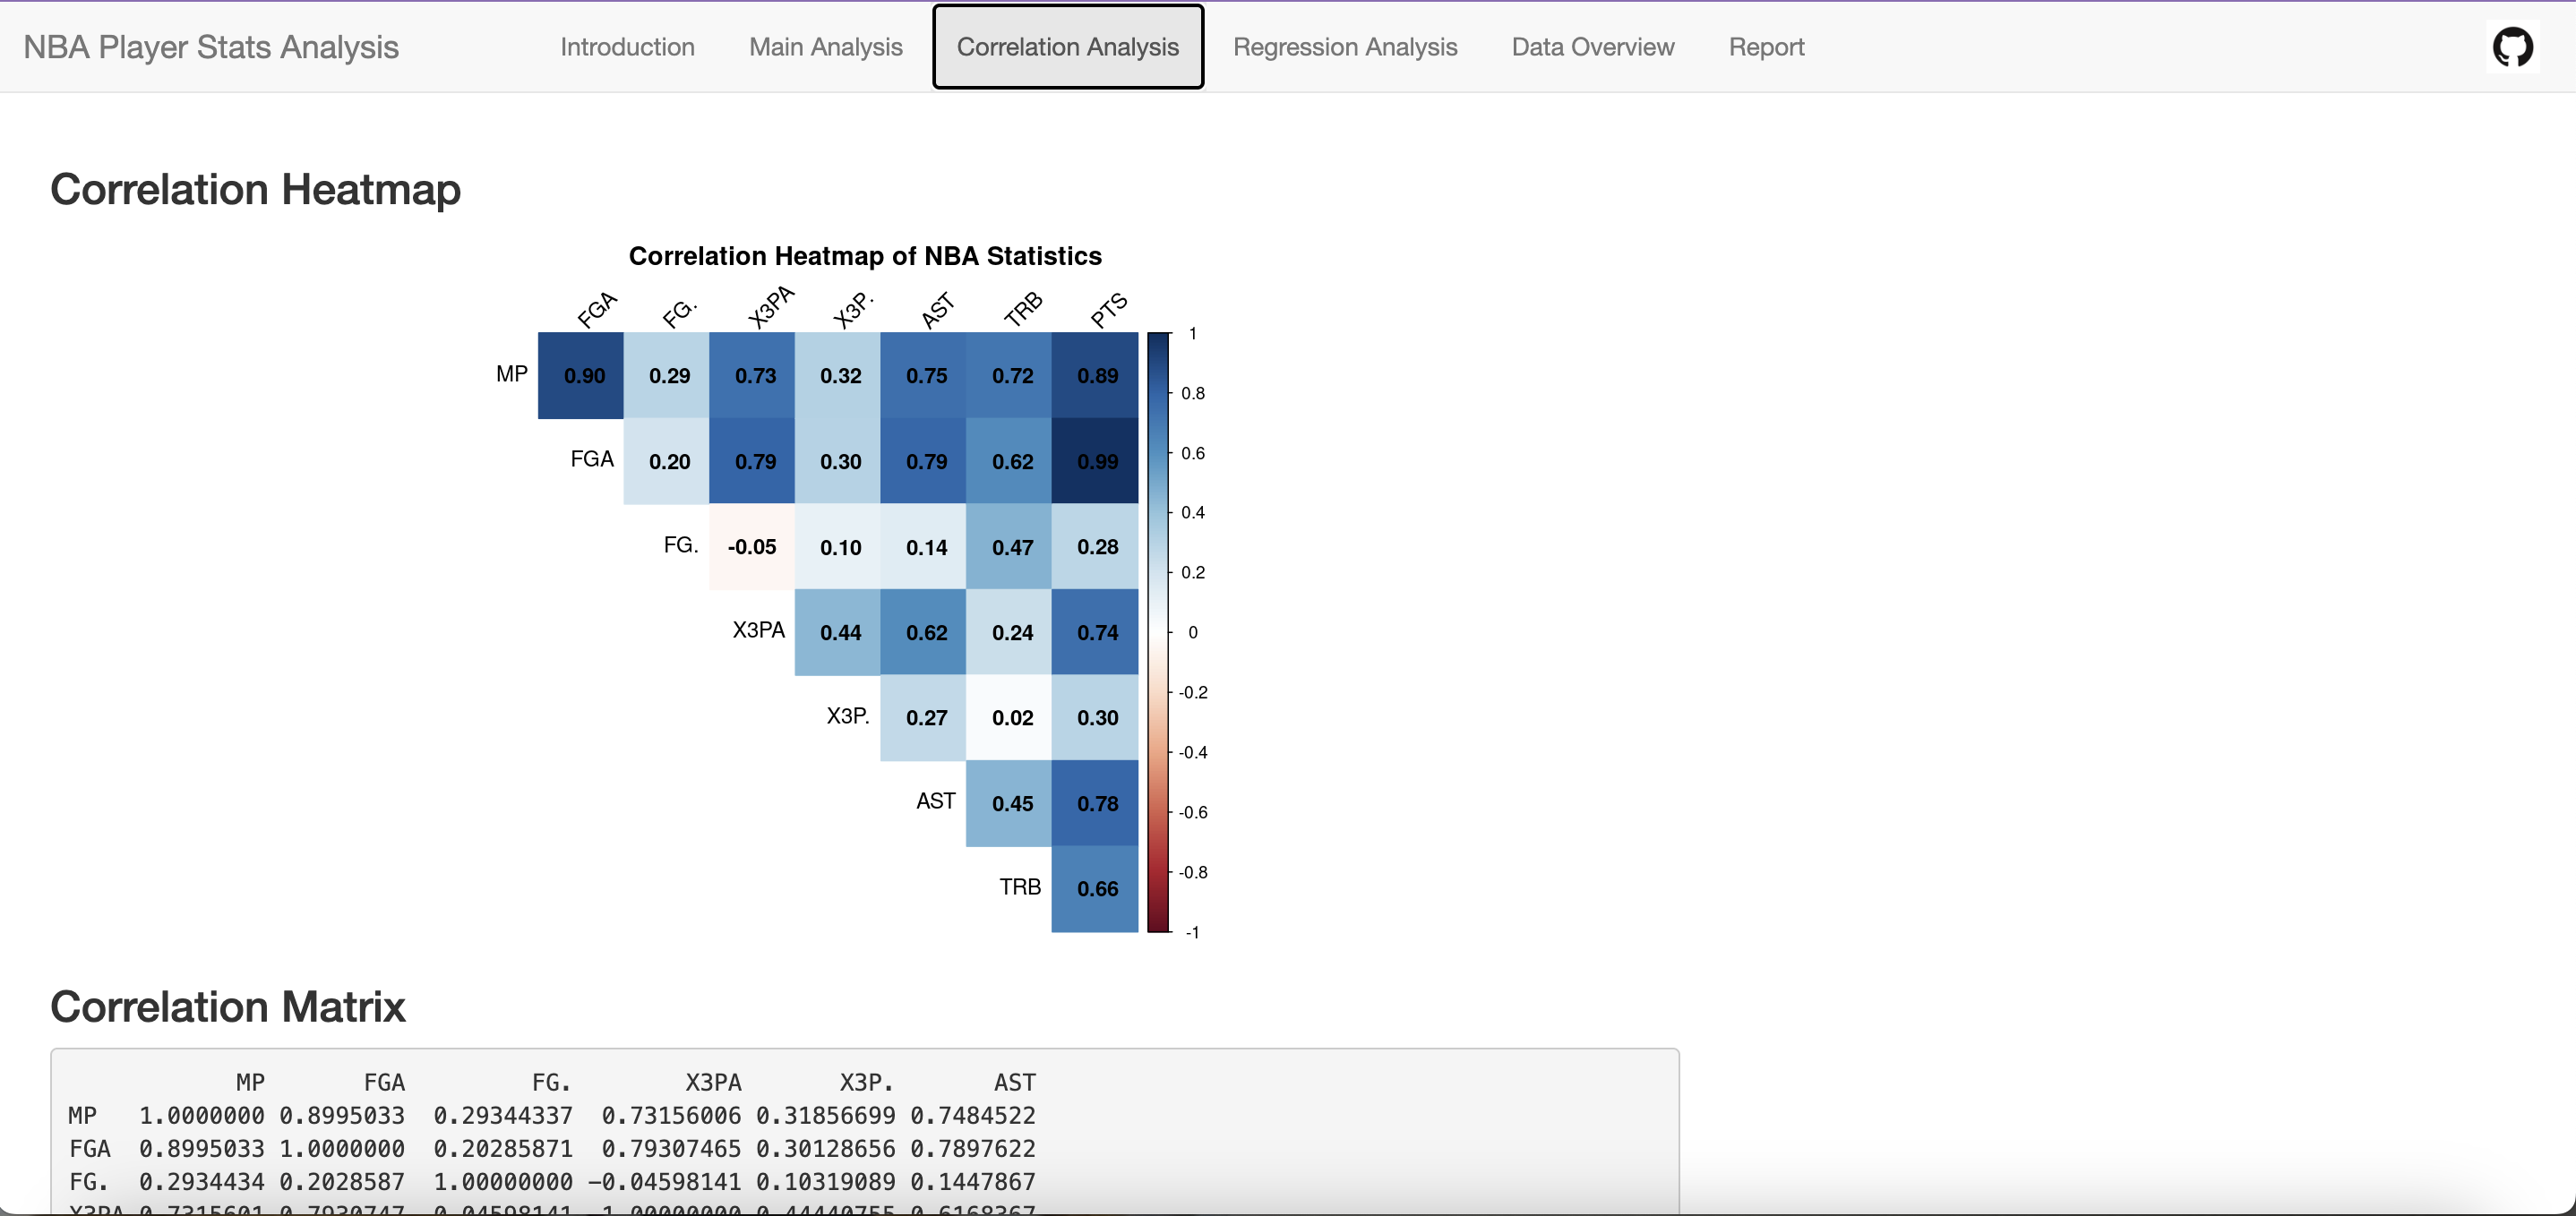 NBA Player Stats Analysis Introduction Main Analysis Correlation Analysis Regression Analysis Data Overview Report
Correlation Heatmap
Correlation Heatmap of NBA Statistics
FGA FG. X3PA X3P. AST TRB PTS
MP 0.90 0.29 0.73 0.32 0.75 0.72 0.89
FGA 0.20 0.79 0.30 0.79 0.62 0.99
FG. -0.05 0.10 0.14 0.47 0.28
X3PA 0.44 0.62 0.24 0.74
X3P. 0.27 0.02 0.30
AST 0.45 0.78
TRB 0.66
1
0.8
0.6
0.4
0.2
0
-0.2
-0.4
-0.6
-0.8
-1
Correlation Matrix
MP FGA FG. X3PA X3P. AST
MP 1.0000000 0.8995033 0.29344337 0.73156006 0.31856699 0.7484522
FGA 0.8995033 1.0000000 0.20285871 0.79307465 0.30128656 0.7897622
FG. 0.2934434 0.2028587 1.00000000 −0.04598141 0.10319089 0.1447867
X3PA 0.7315601 0.7930747